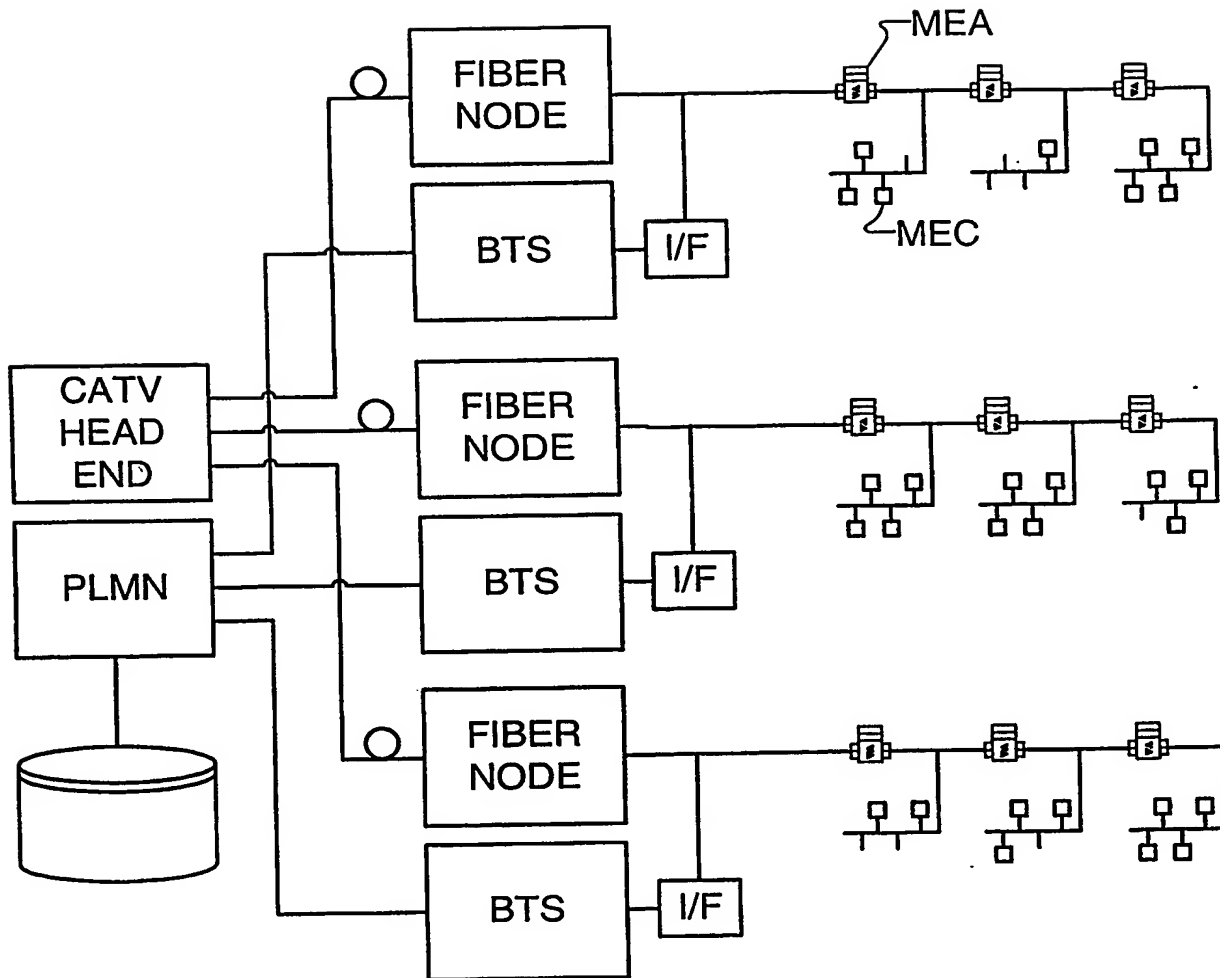 MEA
FIBER
NODE
BTS
I/F
MEC
CATV
HEAD
END
FIBER
NODE
PLMN
BTS
I/F
FIBER
NODE
BTS
I/F